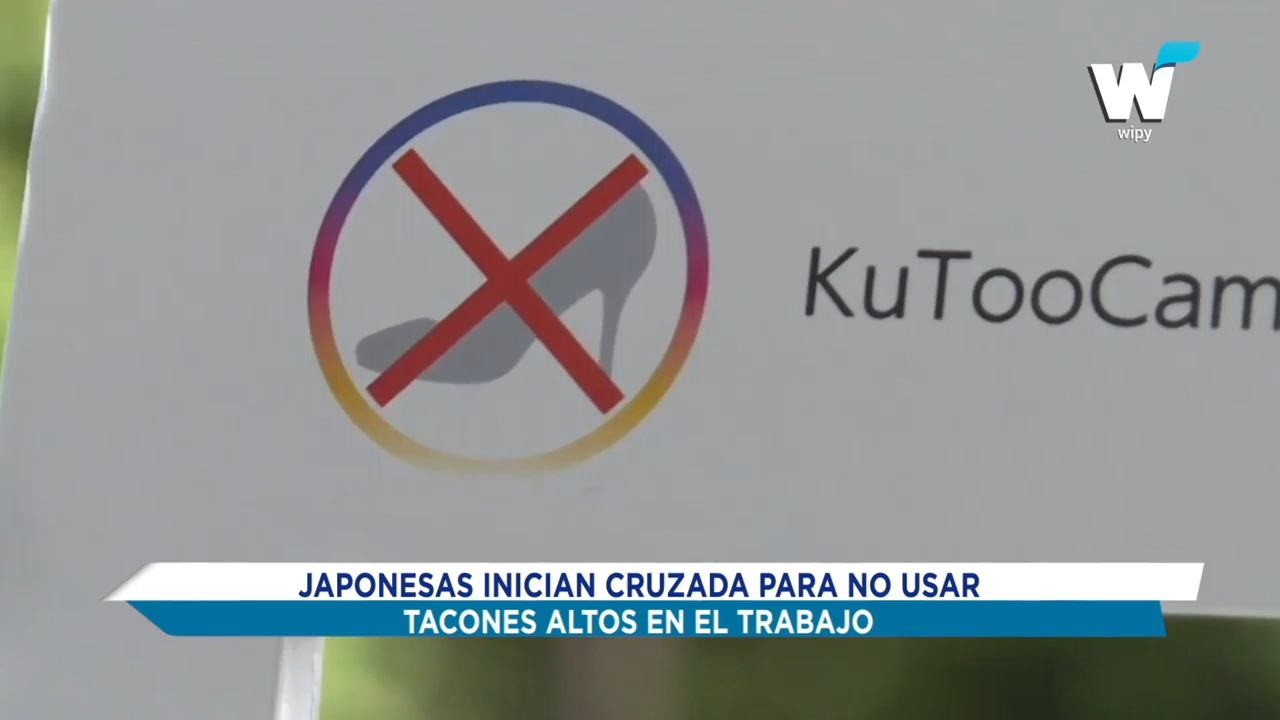 W
wipy
KuTooCam
JAPONESAS INICIAN CRUZADA PARA NO USAR
TACONES ALTOS EN EL TRABAJO